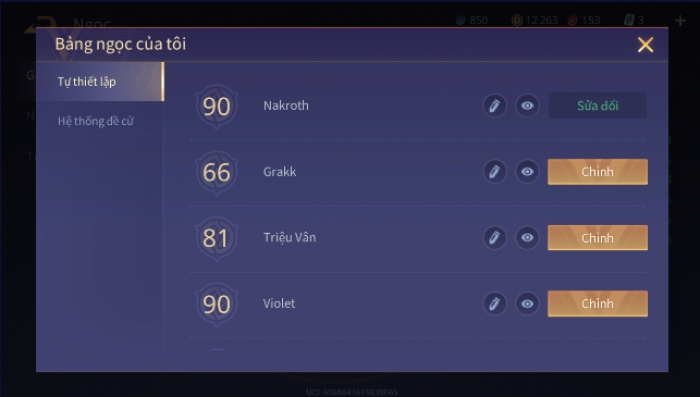 Ngọc
850 12 263 153 3
Bảng ngọc của tôi
Tự thiết lập
Hệ thống đề cử
90 Nakroth Sửa đổi
66 Grakk Chỉnh
81 Triệu Vân Chỉnh
90 Violet Chỉnh